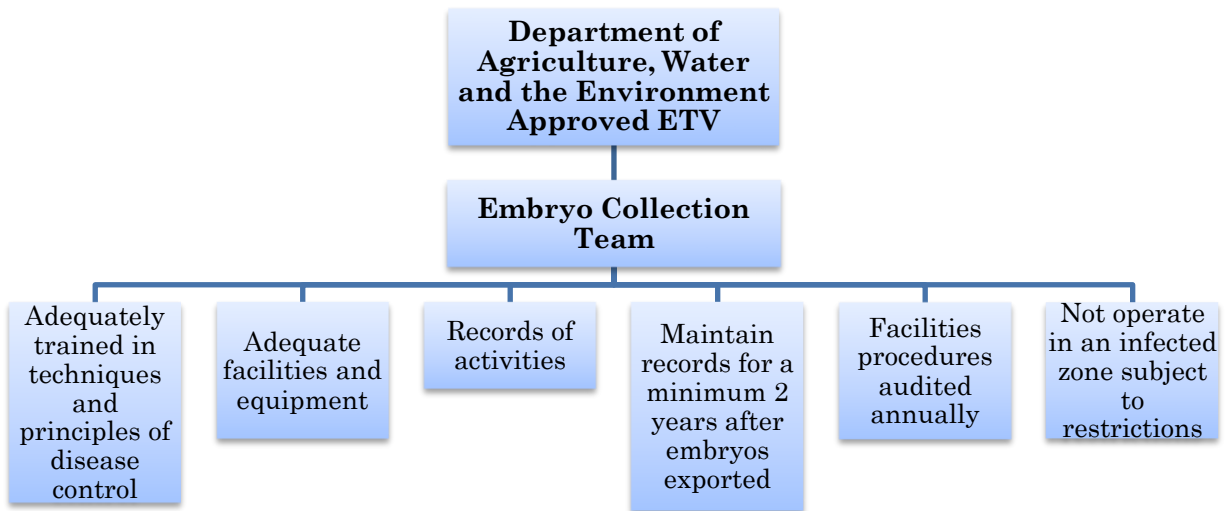 Department of
Agriculture, Water
and the Environment
Approved ETV
Embryo Collection
Team
Adequately
trained in
techniques
and
principles of
disease
control
Adequate
facilities and
equipment
Records of
activities
Maintain
records for a
minimum 2
years after
embryos
exported
Facilities
procedures
audited
annually
Not operate
in an infected
zone subject
to
restrictions